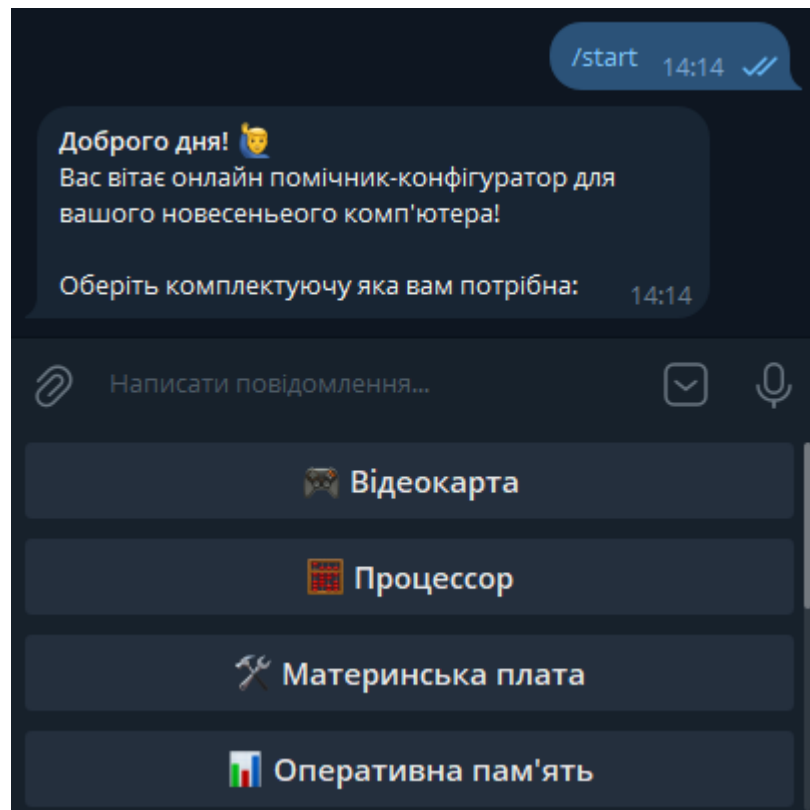 /start 14:14
Доброго дня! 🙋‍♂️
Вас вітає онлайн помічник-конфігуратор для
вашого новесеньеого комп'ютера!
Оберіть комплектуючу яка вам потрібна: 14:14
Написати повідомлення...
🎮 Відеокарта
🧮 Процессор
🛠 Материнська плата
📊 Оперативна пам'ять